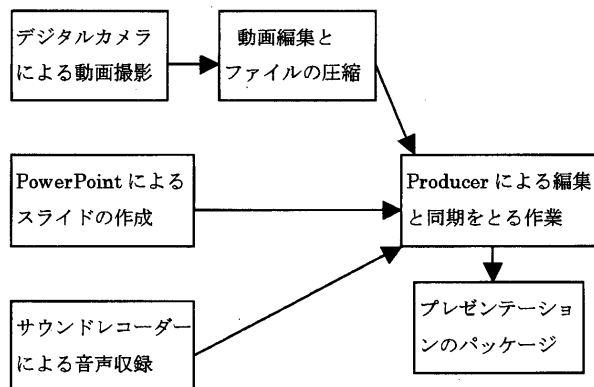 デジタルカメラ
による動画撮影
動画編集と
ファイルの圧縮
PowerPoint による
スライドの作成
Producer による編集
と同期をとる作業
サウンドレコーダー
による音声収録
プレゼンテーショ
ンのパッケージ